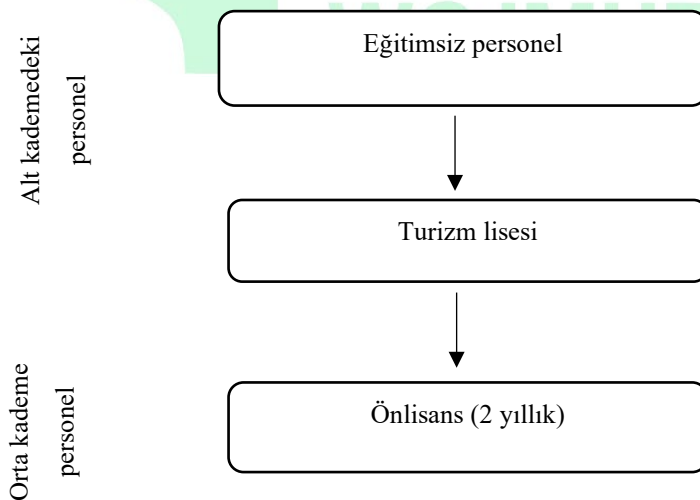 Eğitimsiz personel
Alt kademedeki
personel
Turizm lisesi
Önlisans (2 yıllık)
Orta kademe
personel